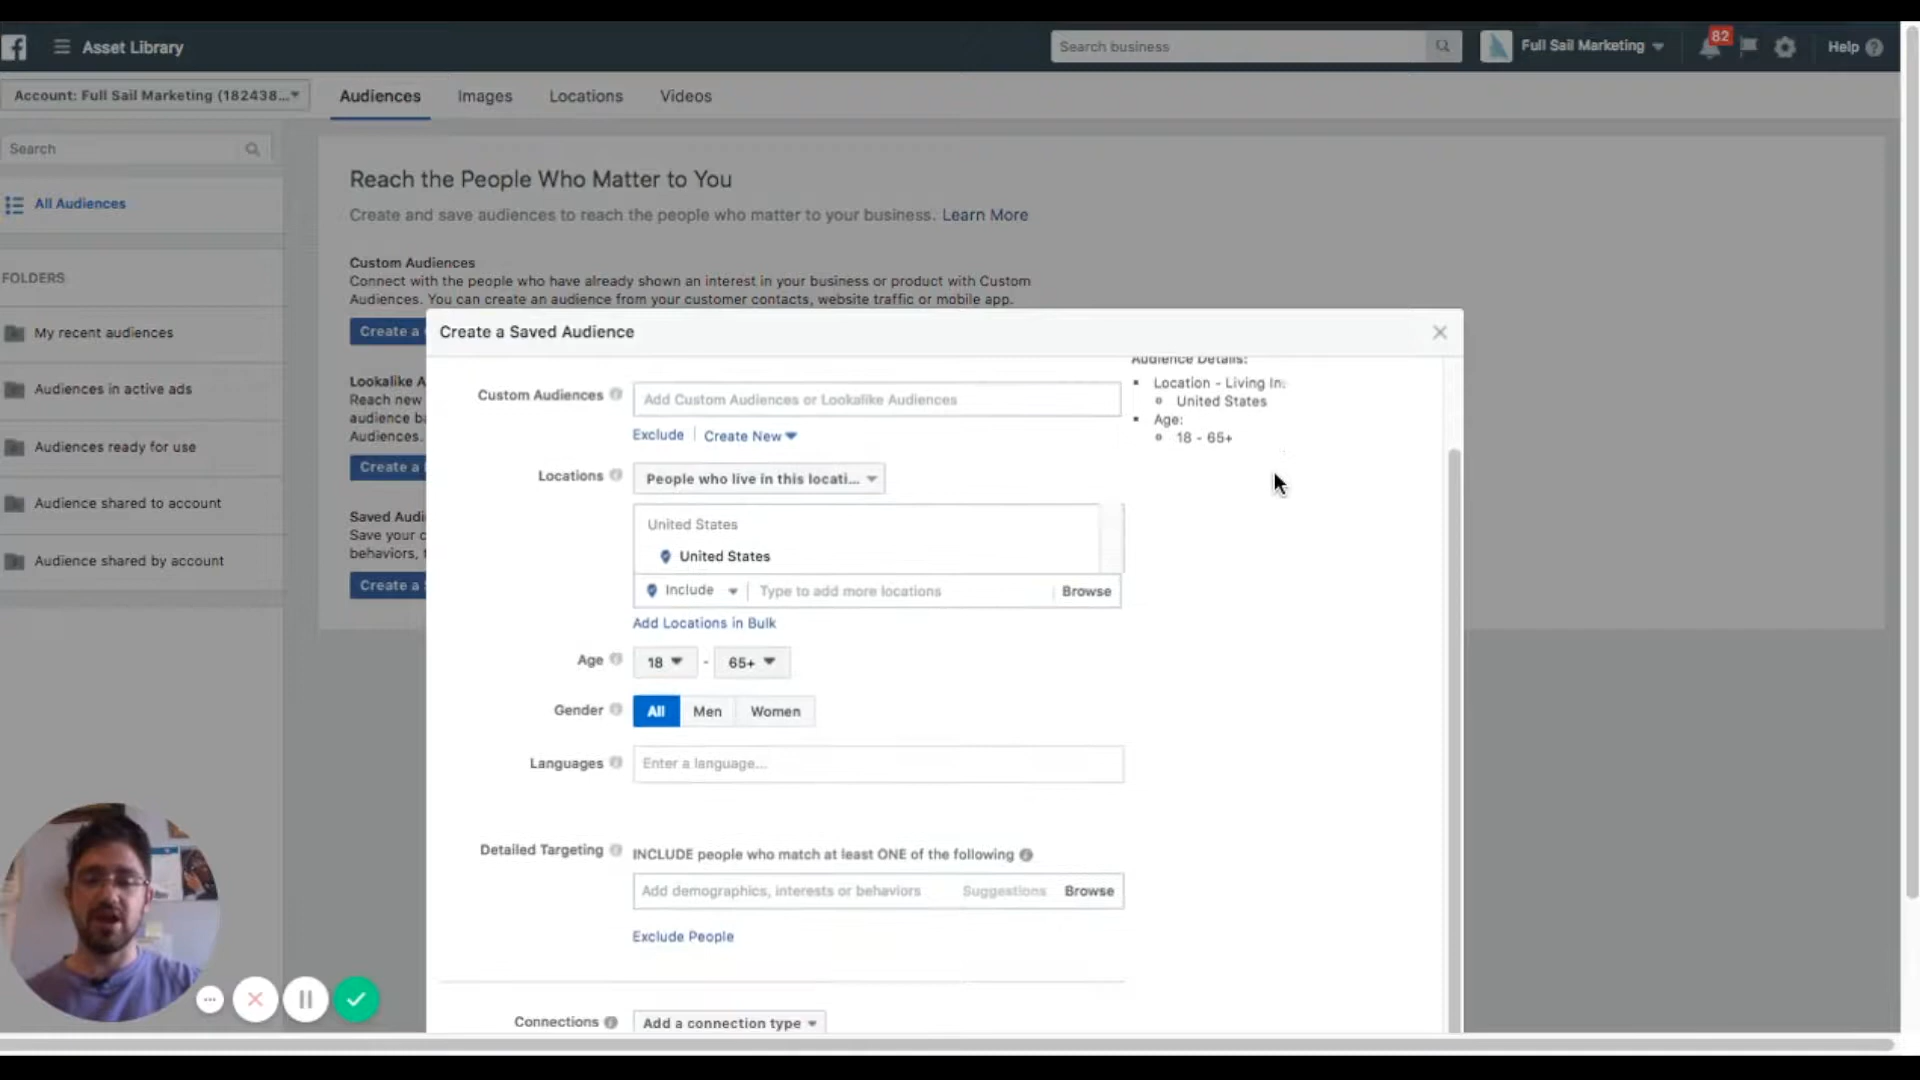 Asset Library
Search business
Full Sail Marketing
82
Help
Account: Full Sail Marketing (182438...
Audiences
Images
Locations
Videos
Search
All Audiences
FOLDERS
My recent audiences
Audiences in active ads
Audiences ready for use
Audience shared to account
Audience shared by account
Reach the People Who Matter to You
Create and save audiences to reach the people who matter to your business. Learn More
Custom Audiences
Connect with the people who have already shown an interest in your business or product with Custom
Audiences. You can create an audience from your customer contacts, website traffic or mobile app.
Create a
Lookalike A
Reach new
audience ba
Audiences.
Create a
Saved Audi
Save your c
behaviors, t
Create a
Create a Saved Audience
Custom Audiences
Add Custom Audiences or Lookalike Audiences
Exclude
Create New
Locations
People who live in this locati...
United States
United States
Include
Type to add more locations
Browse
Add Locations in Bulk
Age
18 - 65+
Gender
All
Men
Women
Languages
Enter a language...
Detailed Targeting
INCLUDE people who match at least ONE of the following
Add demographics, interests or behaviors
Suggestions
Browse
Exclude People
Connections
Add a connection type
Audience Details:
Location - Living In:
United States
Age:
18 - 65+